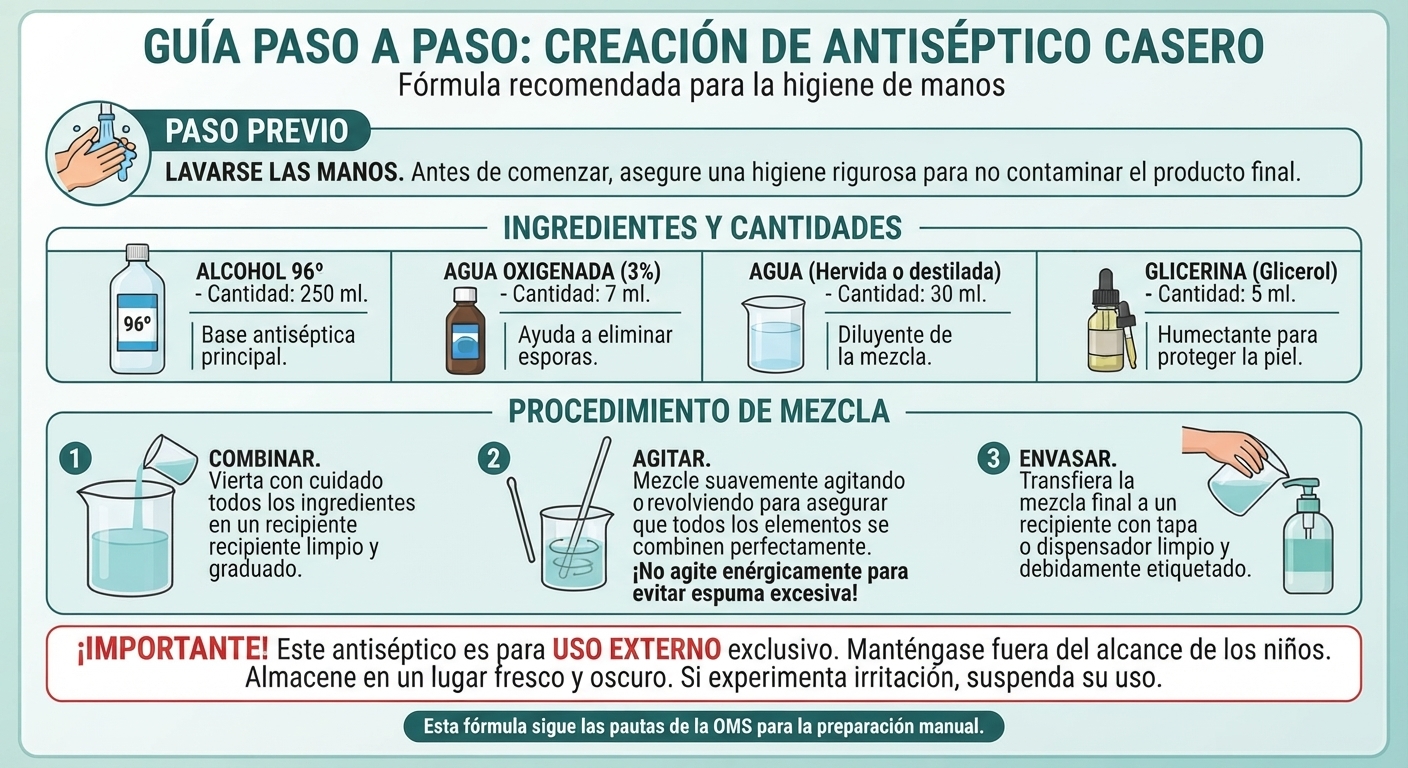 GUÍA PASO A PASO: CREACIÓN DE ANTISÉPTICO CASERO
Fórmula recomendada para la higiene de manos
PASO PREVIO
LAVARSE LAS MANOS. Antes de comenzar, asegure una higiene rigurosa para no contaminar el producto final.
INGREDIENTES Y CANTIDADES
96º
ALCOHOL 96º
- Cantidad: 250 ml.
Base antiséptica
principal.
AGUA OXIGENADA (3%)
- Cantidad: 7 ml.
Ayuda a eliminar
esporas.
AGUA (Hervida o destilada)
- Cantidad: 30 ml.
Diluyente de
la mezcla.
GLICERINA (Glicerol)
- Cantidad: 5 ml.
Humectante para
proteger la piel.
PROCEDIMIENTO DE MEZCLA
1
COMBINAR.
Vierta con cuidado
todos los ingredientes
en un recipiente
recipiente limpio y
graduado.
2
AGITAR.
Mezcle suavemente agitando
o revolviendo para asegurar
que todos los elementos se
combinen perfectamente.
¡No agite enérgicamente para
evitar espuma excesiva!
3
ENVASAR.
Transfiera la
mezcla final a un
recipiente con tapa
o dispensador limpio y
debidamente etiquetado.
¡IMPORTANTE! Este antiséptico es para USO EXTERNO exclusivo. Manténgase fuera del alcance de los niños.
Almacene en un lugar fresco y oscuro. Si experimenta irritación, suspenda su uso.
Esta fórmula sigue las pautas de la OMS para la preparación manual.